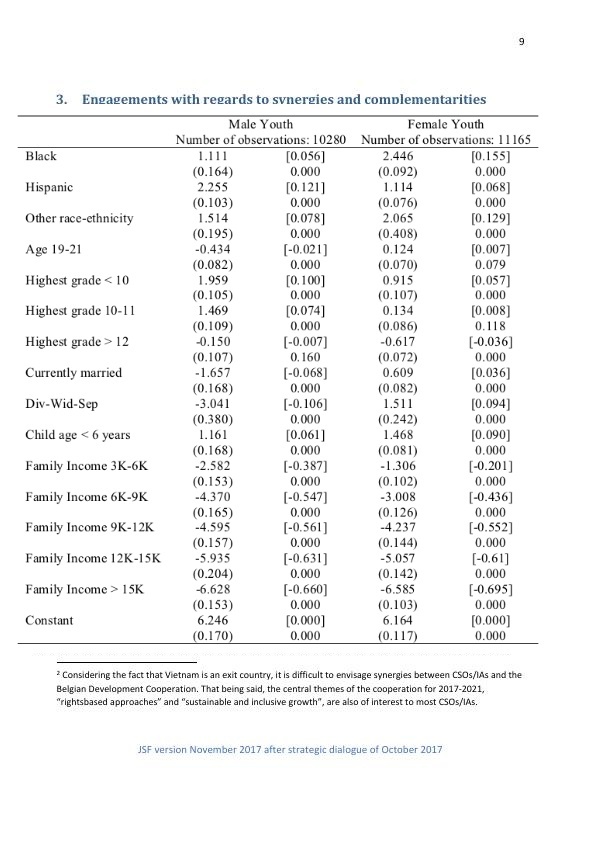 9
3. Engagements with regards to synergies and complementarities
Male Youth Female Youth
Number of observations: 10280 Number of observations: 11165
Black 1.111 [0.056] 2.446 [0.155]
(0.164) 0.000 (0.092) 0.000
Hispanic 2.255 [0.121] 1.114 [0.068]
(0.103) 0.000 (0.076) 0.000
Other race-ethnicity 1.514 [0.078] 2.065 [0.129]
(0.195) 0.000 (0.408) 0.000
Age 19-21 -0.434 [-0.021] 0.124 [0.007]
(0.082) 0.000 (0.070) 0.079
Highest grade < 10 1.959 [0.100] 0.915 [0.057]
(0.105) 0.000 (0.107) 0.000
Highest grade 10-11 1.469 [0.074] 0.134 [0.008]
(0.109) 0.000 (0.086) 0.118
Highest grade > 12 -0.150 [-0.007] -0.617 [-0.036]
(0.107) 0.160 (0.072) 0.000
Currently married -1.657 [-0.068] 0.609 [0.036]
(0.168) 0.000 (0.082) 0.000
Div-Wid-Sep -3.041 [-0.106] 1.511 [0.094]
(0.380) 0.000 (0.242) 0.000
Child age < 6 years 1.161 [0.061] 1.468 [0.090]
(0.168) 0.000 (0.081) 0.000
Family Income 3K-6K -2.582 [-0.387] -1.306 [-0.201]
(0.153) 0.000 (0.102) 0.000
Family Income 6K-9K -4.370 [-0.547] -3.008 [-0.436]
(0.165) 0.000 (0.126) 0.000
Family Income 9K-12K -4.595 [-0.561] -4.237 [-0.552]
(0.157) 0.000 (0.144) 0.000
Family Income 12K-15K -5.935 [-0.631] -5.057 [-0.61]
(0.204) 0.000 (0.142) 0.000
Family Income > 15K -6.628 [-0.660] -6.585 [-0.695]
(0.153) 0.000 (0.103) 0.000
Constant 6.246 [0.000] 6.164 [0.000]
(0.170) 0.000 (0.117) 0.000
² Considering the fact that Vietnam is an exit country, it is difficult to envisage synergies between CSOs/IAs and the
Belgian Development Cooperation. That being said, the central themes of the cooperation for 2017-2021,
“rightsbased approaches” and “sustainable and inclusive growth”, are also of interest to most CSOs/IAs.
JSF version November 2017 after strategic dialogue of October 2017